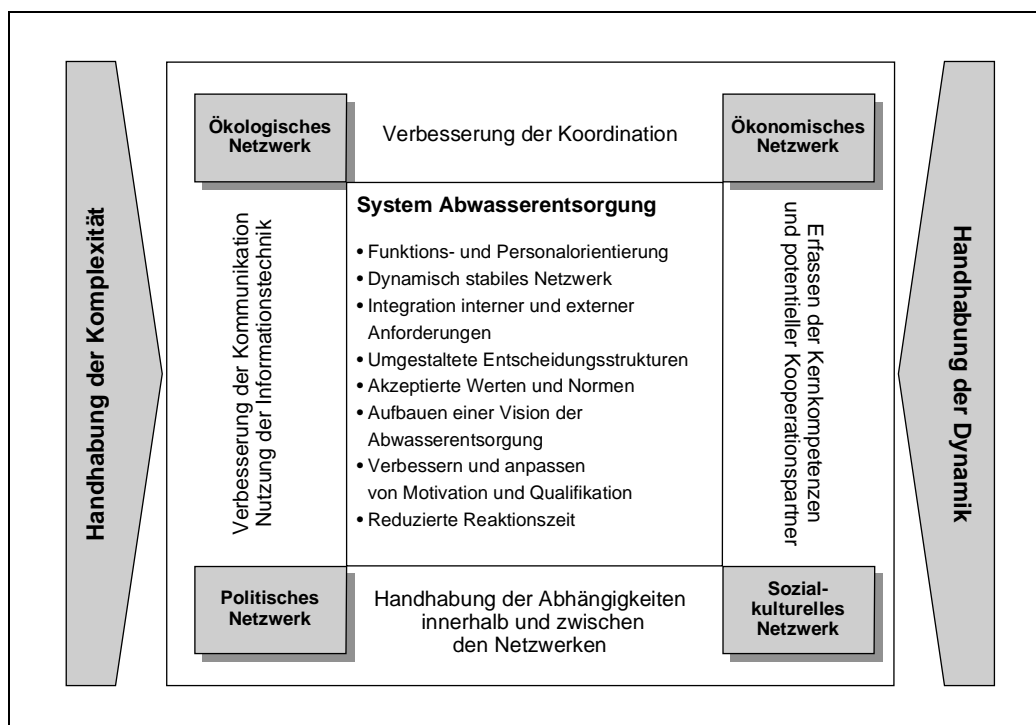 Handhabung der Komplexität
Ökologisches
Netzwerk
Verbesserung der Koordination
Ökonomisches
Netzwerk
Verbesserung der Kommunikation
Nutzung der Informationstechnik
System Abwasserentsorgung
• Funktions- und Personalorientierung
• Dynamisch stabiles Netzwerk
• Integration interner und externer
Anforderungen
• Umgestaltete Entscheidungsstrukturen
• Akzeptierte Werten und Normen
• Aufbauen einer Vision der
Abwasserentsorgung
• Verbessern und anpassen
von Motivation und Qualifikation
• Reduzierte Reaktionszeit
Erfassen der Kernkompetenzen
und potentieller Kooperationspartner
Politisches
Netzwerk
Handhabung der Abhängigkeiten
innerhalb und zwischen
den Netzwerken
Sozial-
kulturelles
Netzwerk
Handhabung der Dynamik